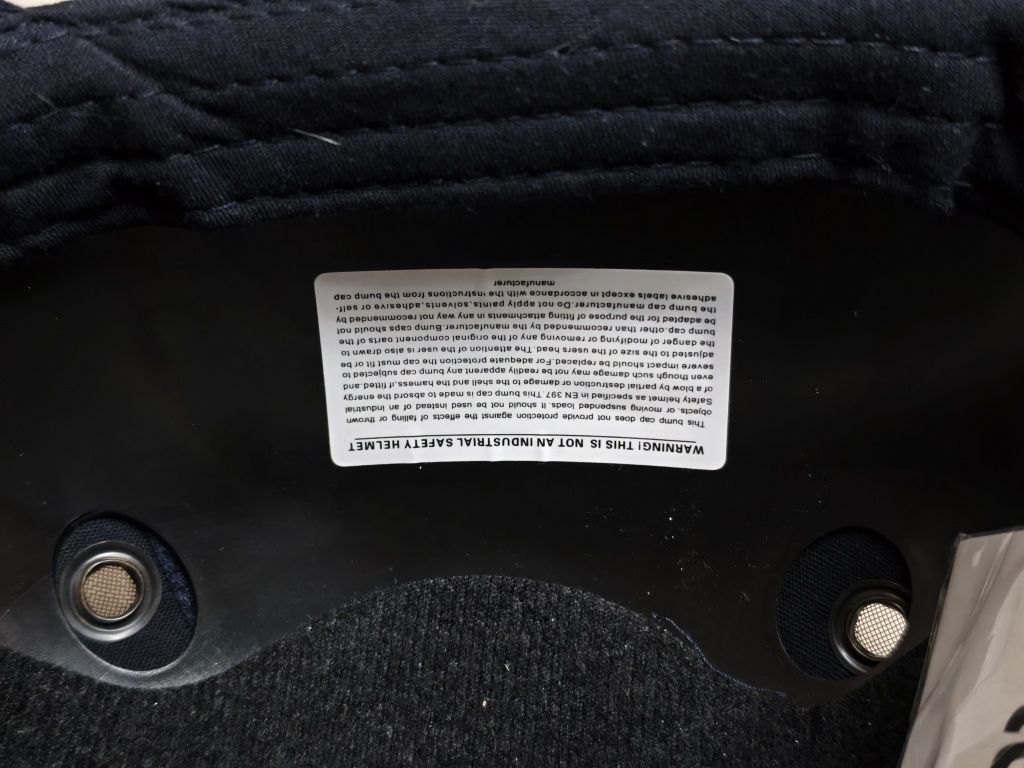 WARNING! THIS IS NOT AN INDUSTRIAL SAFETY HELMET
This bump cap does not provide protection against the effects of falling or thrown
objects, or moving suspended loads. It should not be used instead of an industrial
Safety helmet as specified in EN 397. This bump cap is made to absord the energy
of a blow by partial destruction or damage to the shell and the harness, if fitted, and
even though such damage may not be readily apparent any bump cap subjected to
severe impact should be replaced. For adequate protection the cap must fit or be
adjusted to the size of the users head. The attention of the user is also drawn to
the danger of modifying or removing any of the original component parts of the
bump cap, other than recommended by the manufacturer. Bump caps should not
be adapted for the purpose of fitting attachments in any way not recommended by
the bump cap manufacturer. Do not apply paints, solvents, adhesive or self-
adhesive labels except in accordance with the instructions from the bump cap
manufacturer